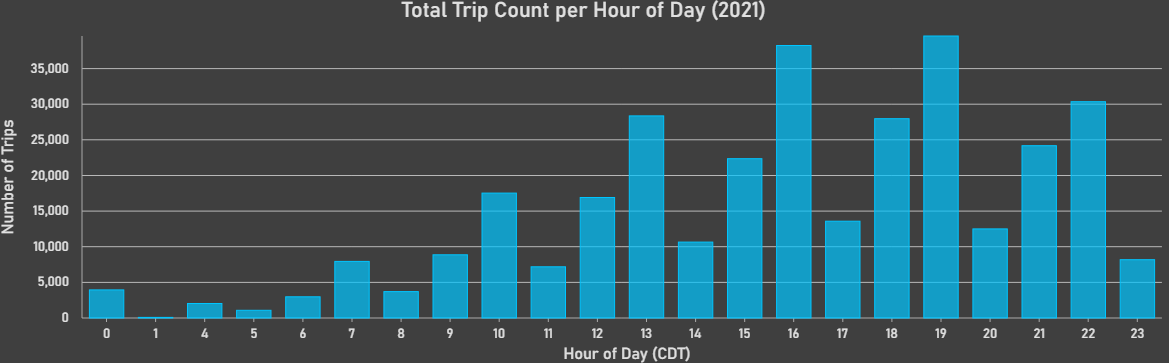 Total Trip Count per Hour of Day (2021)
Number of Trips
35,000
30,000
25,000
20,000
15,000
10,000
5,000
0
0 1 4 5 6 7 8 9 10 11 12 13 14 15 16 17 18 19 20 21 22 23
Hour of Day (CDT)